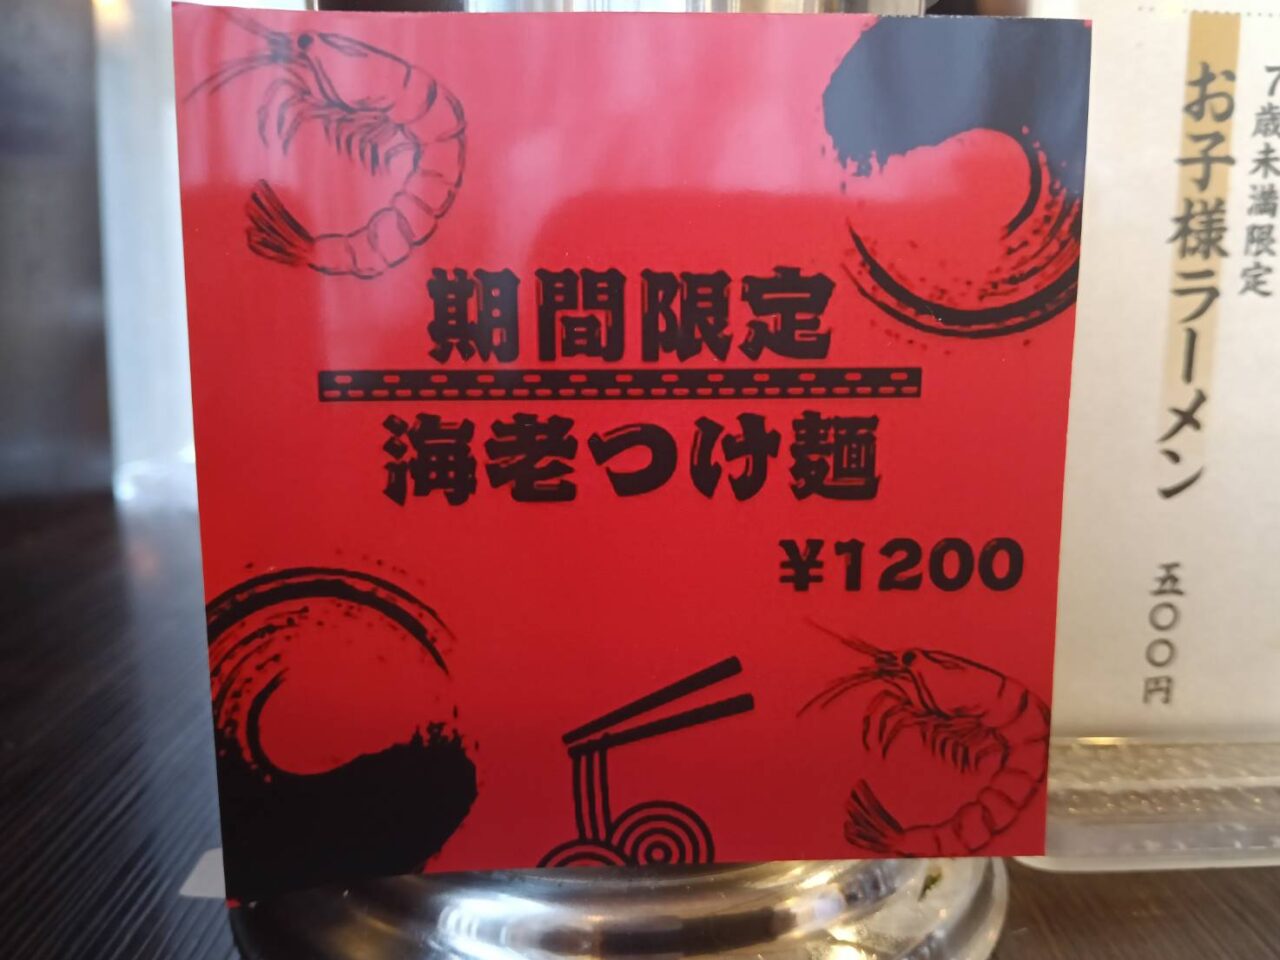 期間限定
海老つけ麺
¥1200
7歳未満限定
お子様ラーメン 五〇〇円